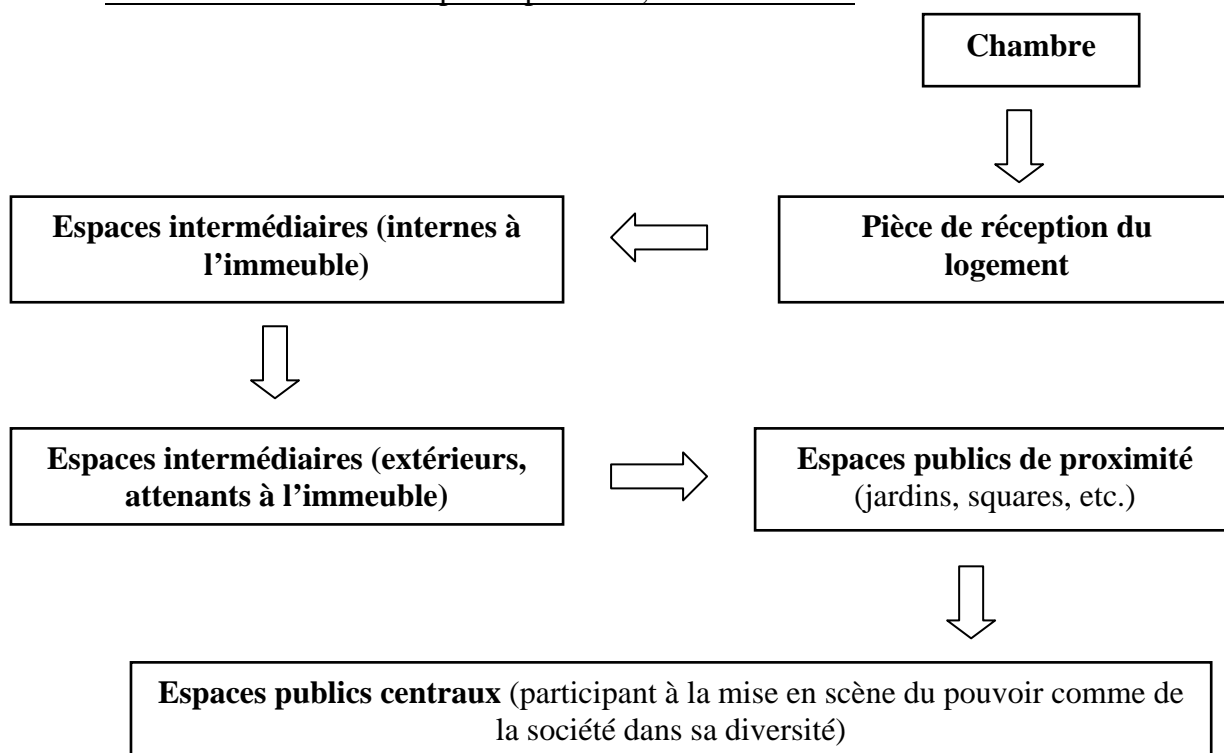 Chambre
Pièce de réception du
logement
Espaces intermédiaires (internes à
l’immeuble)
Espaces intermédiaires (extérieurs,
attenants à l’immeuble)
Espaces publics de proximité
(jardins, squares, etc.)
Espaces publics centraux (participant à la mise en scène du pouvoir comme de
la société dans sa diversité)